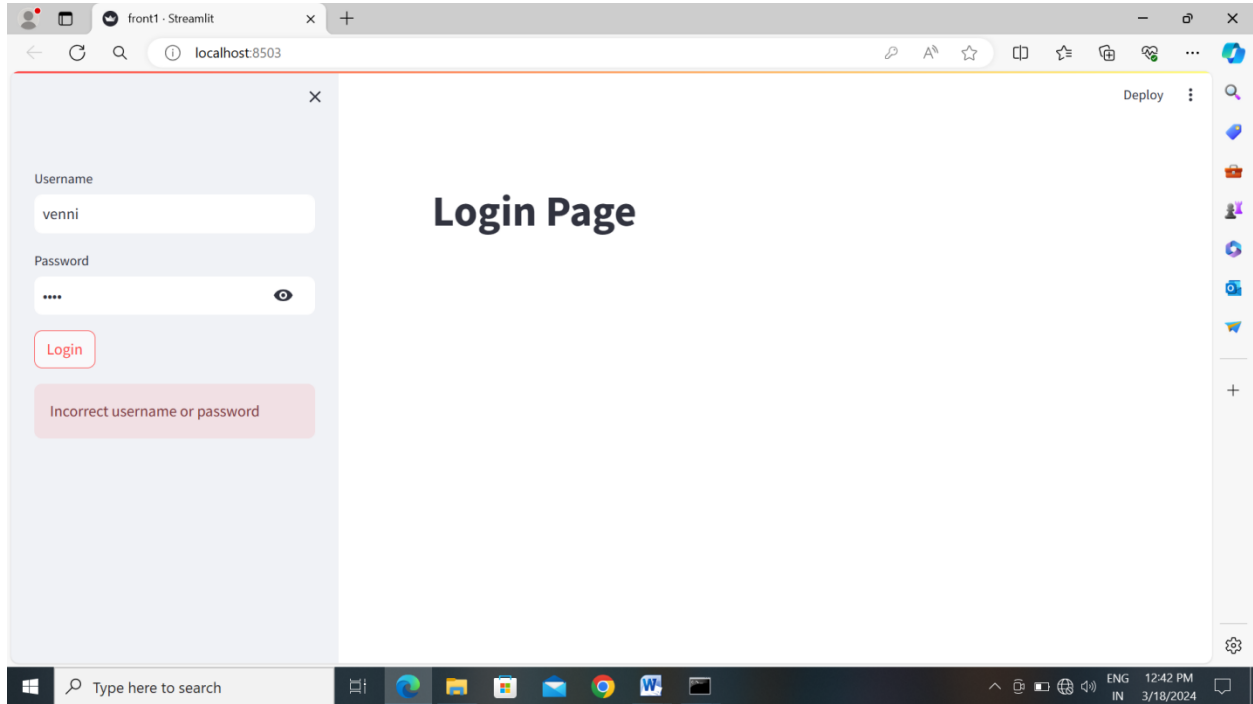 front1 · Streamlit
localhost:8503
Deploy
Username
venni
Login Page
Password
••••
Login
Incorrect username or password
Type here to search
ENG
IN
12:42 PM
3/18/2024